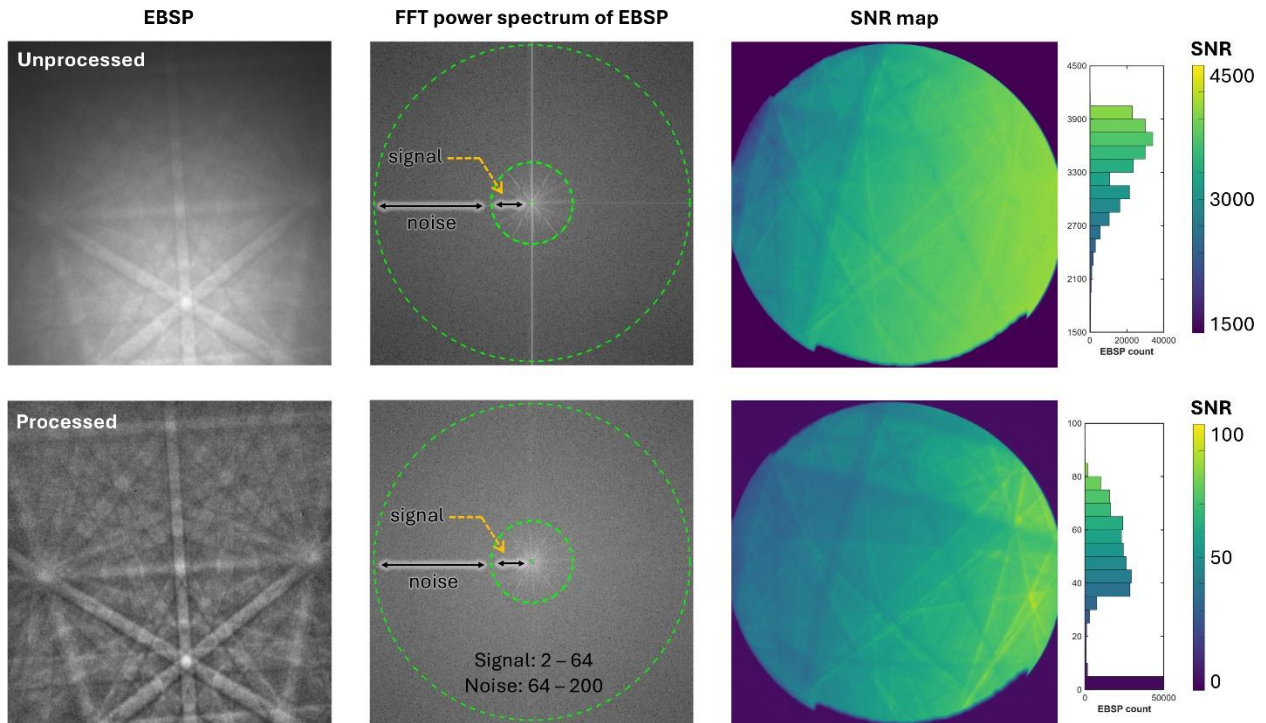 EBSP
FFT power spectrum of EBSP
SNR map
Unprocessed
signal
noise
4500
3900
3300
2700
2100
1500
0
20000
40000
EBSP count
SNR
4500
3000
1500
Processed
signal
noise
Signal: 2 – 64
Noise: 64 – 200
100
80
60
40
20
0
0
50000
EBSP count
SNR
100
50
0